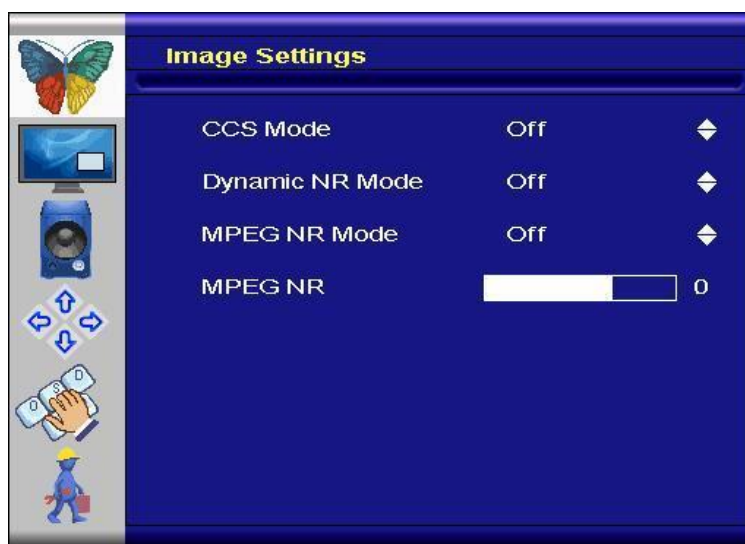 Image Settings
CCS Mode Off
Dynamic NR Mode Off
MPEG NR Mode Off
MPEG NR 0
O S D